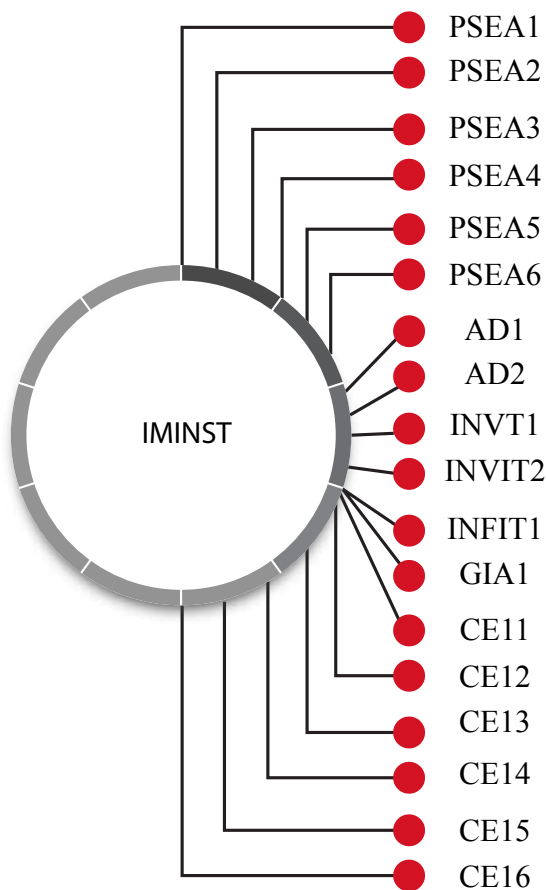 PSEA1
PSEA2
PSEA3
PSEA4
PSEA5
PSEA6
AD1
AD2
IMINST
INVT1
INVIT2
INFIT1
GIA1
CE11
CE12
CE13
CE14
CE15
CE16